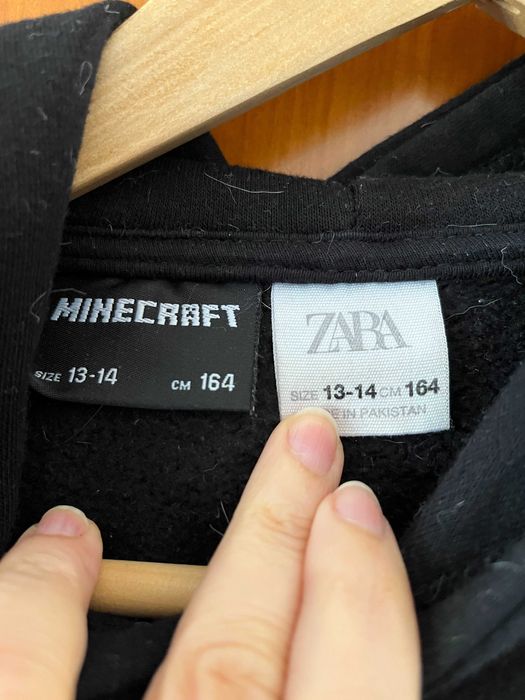 MINECRAFT
SIZE 13-14 CM 164
ZARA
SIZE 13-14 CM 164
IN PAKISTAN